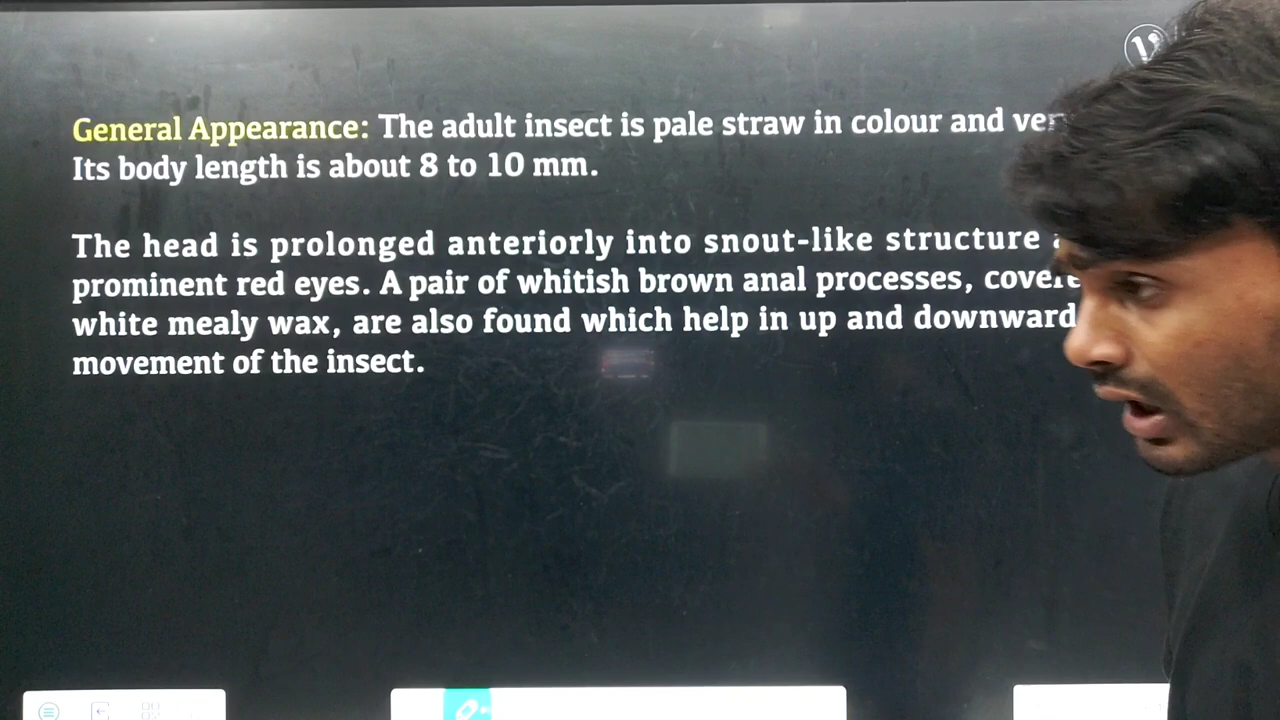 General Appearance: The adult insect is pale straw in colour and
Its body length is about 8 to 10 mm.
The head is prolonged anteriorly into snout-like structure
prominent red eyes. A pair of whitish brown anal processes,
white mealy wax, are also found which help in up and downward
movement of the insect.